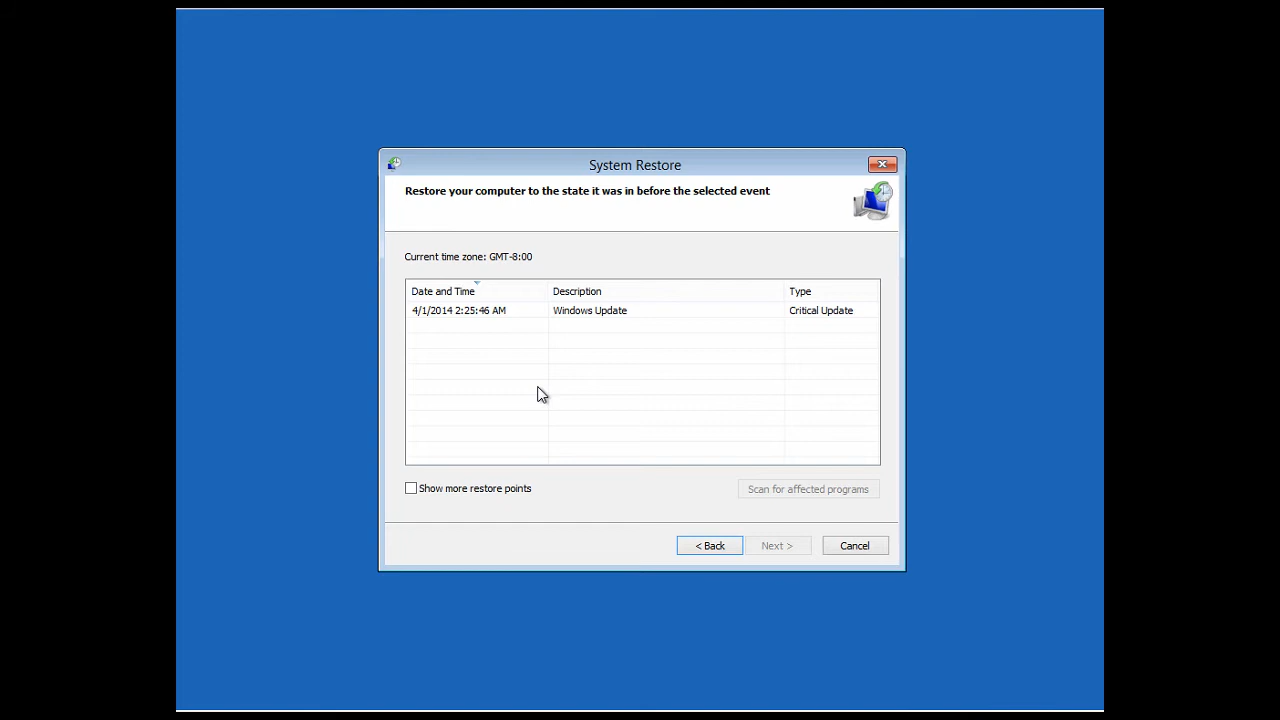 System Restore
Restore your computer to the state it was in before the selected event
Current time zone: GMT-8:00
Date and Time Description Type
4/1/2014 2:25:46 AM Windows Update Critical Update
Show more restore points Scan for affected programs
< Back Next > Cancel